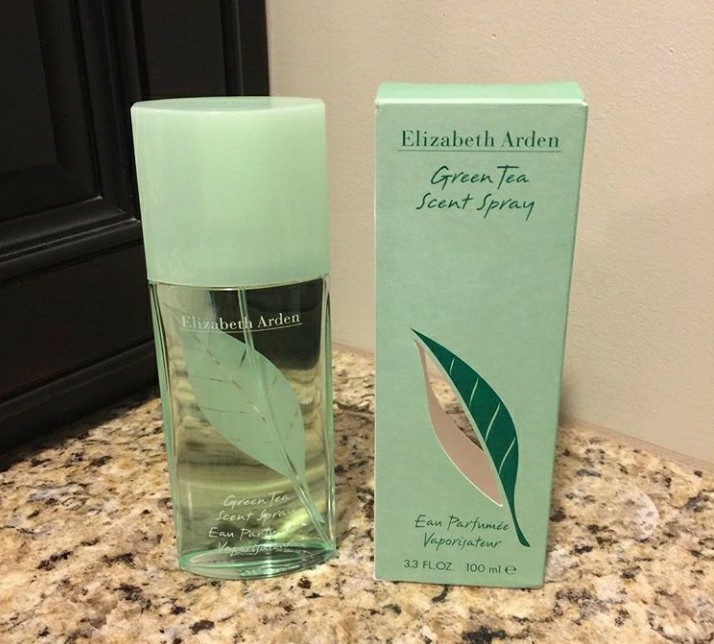 Elizabeth Arden
Green Tea
Scent Spray
Eau Parfumée
Vaporisateur
Elizabeth Arden
Green Tea
Scent Spray
Eau Parfumée
Vaporisateur
3.3 FL.OZ. 100 ml ℮